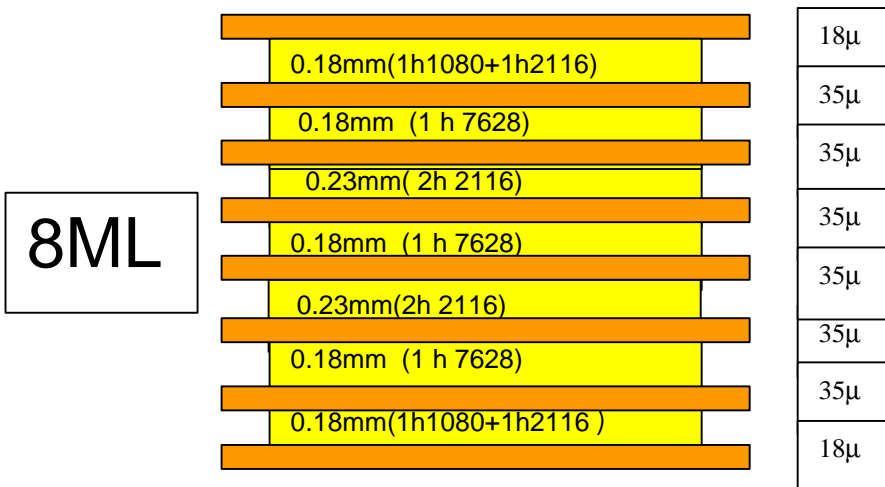 18µ
0.18mm(1h1080+1h2116)
35µ
0.18mm (1 h 7628)
35µ
0.23mm( 2h 2116)
35µ
8ML
0.18mm (1 h 7628)
35µ
0.23mm(2h 2116)
35µ
0.18mm (1 h 7628)
35µ
0.18mm(1h1080+1h2116 )
18µ